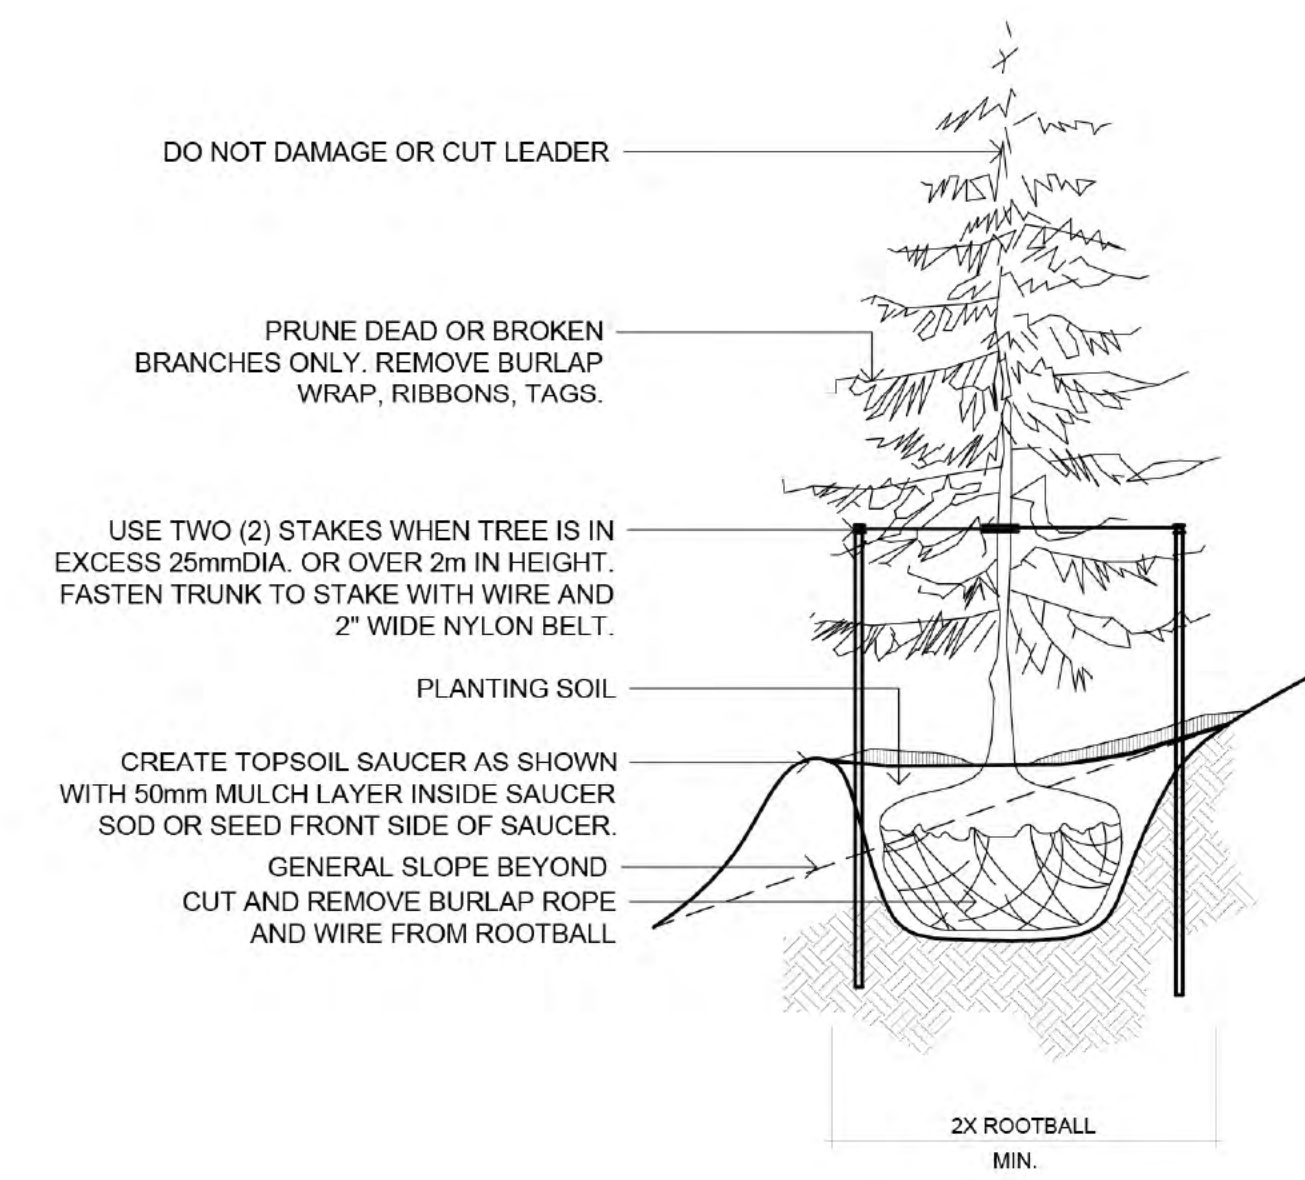 DO NOT DAMAGE OR CUT LEADER
PRUNE DEAD OR BROKEN
BRANCHES ONLY. REMOVE BURLAP
WRAP, RIBBONS, TAGS.
USE TWO (2) STAKES WHEN TREE IS IN
EXCESS 25mmDIA. OR OVER 2m IN HEIGHT.
FASTEN TRUNK TO STAKE WITH WIRE AND
2" WIDE NYLON BELT.
PLANTING SOIL
CREATE TOPSOIL SAUCER AS SHOWN
WITH 50mm MULCH LAYER INSIDE SAUCER
SOD OR SEED FRONT SIDE OF SAUCER.
GENERAL SLOPE BEYOND
CUT AND REMOVE BURLAP ROPE
AND WIRE FROM ROOTBALL
2X ROOTBALL
MIN.